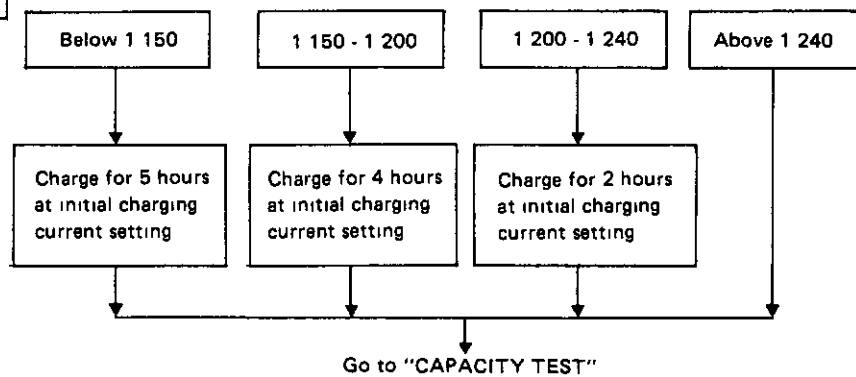 Below 1 150
1 150 - 1 200
1 200 - 1 240
Above 1 240
Charge for 5 hours
at initial charging
current setting
Charge for 4 hours
at initial charging
current setting
Charge for 2 hours
at initial charging
current setting
Go to "CAPACITY TEST"